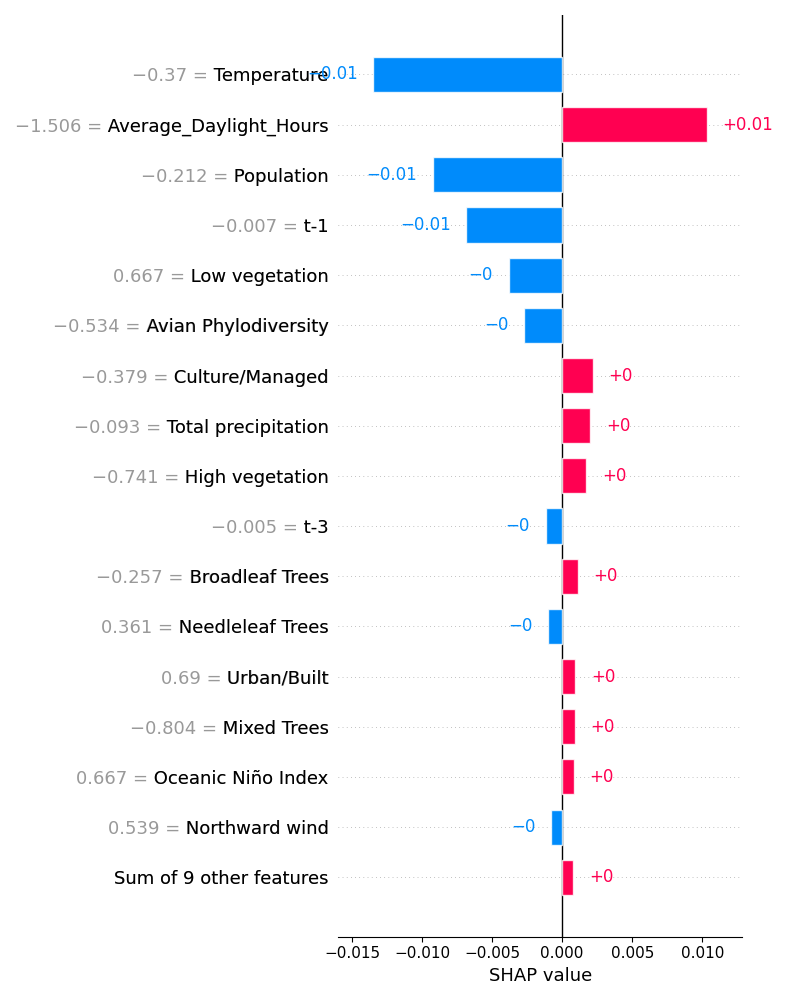 −0.37 = Temperature −0.01
−1.506 = Average_Daylight_Hours +0.01
−0.212 = Population −0.01
−0.007 = t-1 −0.01
0.667 = Low vegetation −0
−0.534 = Avian Phylodiversity −0
−0.379 = Culture/Managed +0
−0.093 = Total precipitation +0
−0.741 = High vegetation +0
−0.005 = t-3 −0
−0.257 = Broadleaf Trees +0
0.361 = Needleleaf Trees −0
0.69 = Urban/Built +0
−0.804 = Mixed Trees +0
0.667 = Oceanic Niño Index +0
0.539 = Northward wind −0
Sum of 9 other features +0
−0.015 −0.010 −0.005 0.000 0.005 0.010
SHAP value